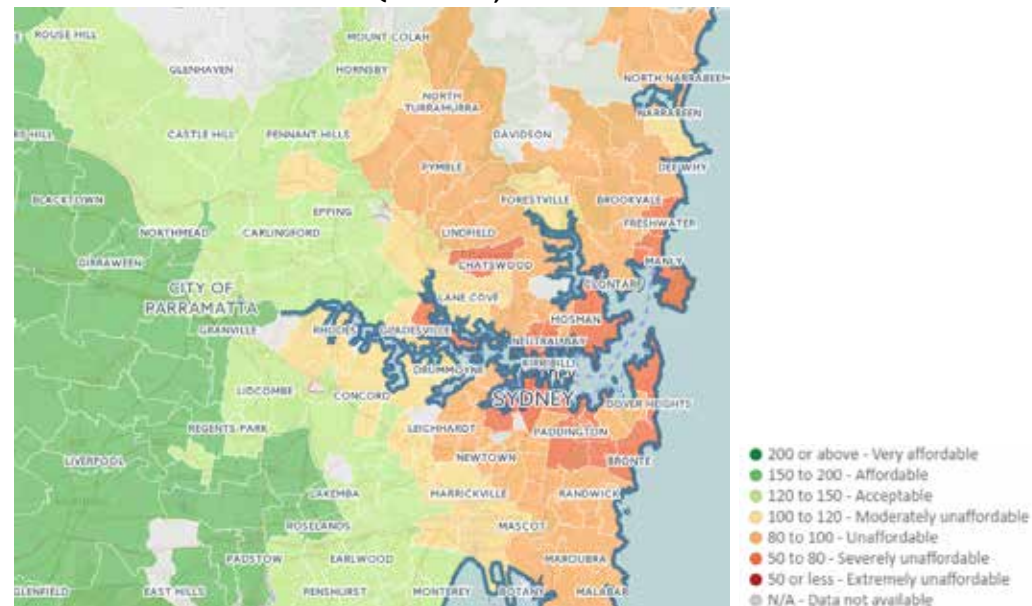 ROUSE HILL
MOUNT COLAH
GLENHAVEN
HORNSBY
NORTH NARRABEEN
NORTH
TURRAMURRA
NARRABEEN
CASTLE HILL
PENNANT HILLS
DAVIDSON
DEE WHY
PYMBLE
BLACKTOWN
FORESTVILLE
BROOKVALE
EPPING
FRESHWATER
NORTHMEAD
CARLINGFORD
LINDFIELD
GIRRAWEEN
CHATSWOOD
MANLY
CITY OF
PARRAMATTA
CLONTARF
LANE COVE
GRANVILLE
RHODES
GLADESVILLE
MOSMAN
NEUTRAL BAY
KIRRIBILLI
DRUMMOYNE
LIDCOMBE
CONCORD
SYDNEY
DOVER HEIGHTS
REGENTS PARK
LEICHHARDT
PADDINGTON
LIVERPOOL
NEWTOWN
BRONTE
LAKEMBA
MARRICKVILLE
RANDWICK
ROSELANDS
MASCOT
PADSTOW
EARLWOOD
MAROUBRA
GLENFIELD
EAST HILLS
PENSHURST
MONTEREY
BOTANY
MALABAR
200 or above - Very affordable
150 to 200 - Affordable
120 to 150 - Acceptable
100 to 120 - Moderately unaffordable
80 to 100 - Unaffordable
50 to 80 - Severely unaffordable
50 or less - Extremely unaffordable
N/A - Data not available